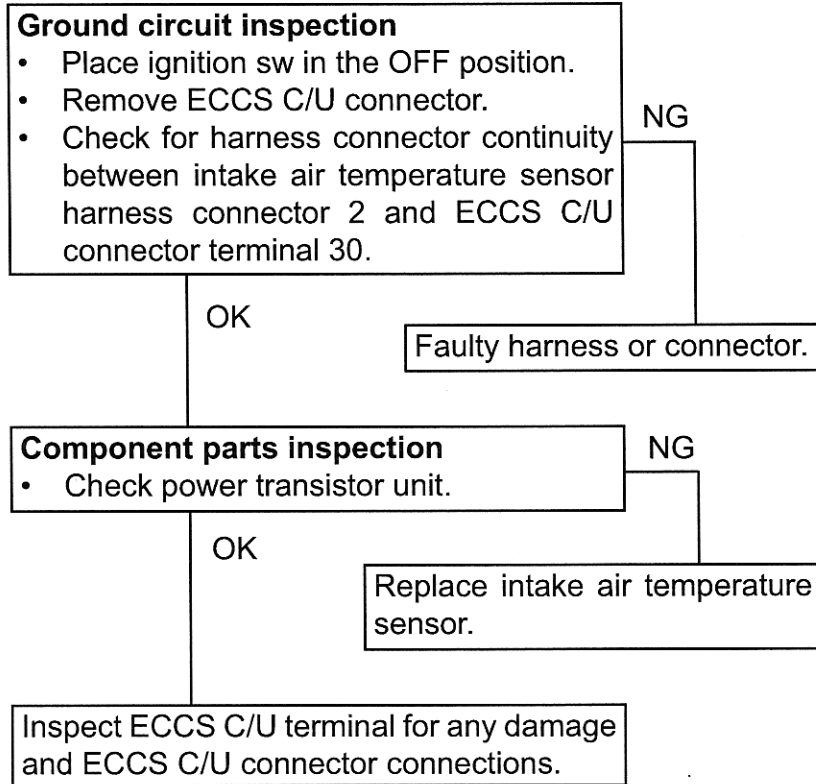 Ground circuit inspection
• Place ignition sw in the OFF position.
• Remove ECCS C/U connector.
• Check for harness connector continuity
between intake air temperature sensor
harness connector 2 and ECCS C/U
connector terminal 30.
NG
OK
Faulty harness or connector.
Component parts inspection
• Check power transistor unit.
NG
OK
Replace intake air temperature
sensor.
Inspect ECCS C/U terminal for any damage
and ECCS C/U connector connections.